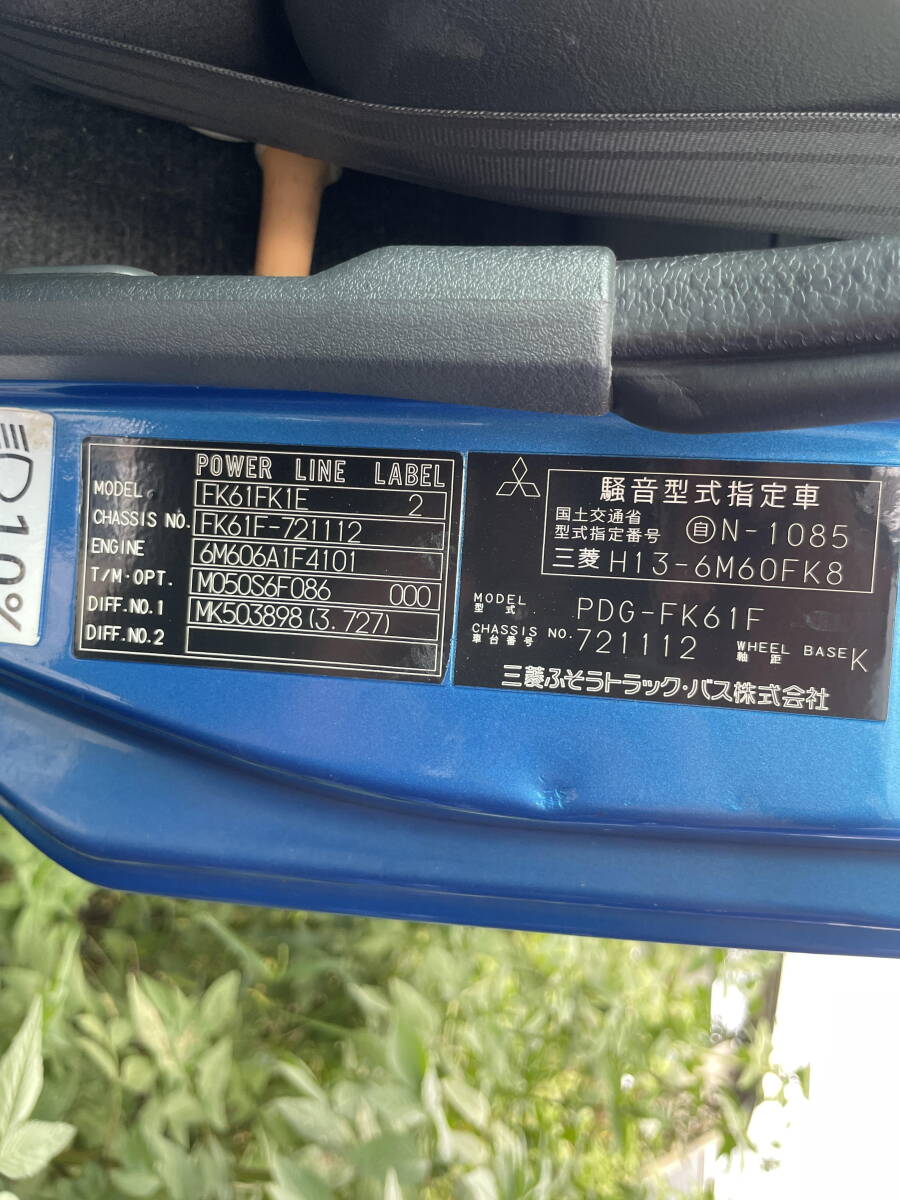 10%
POWER LINE LABEL
MODEL FK61FK1E 2
CHASSIS NO. FK61F-721112
ENGINE 6M606A1F4101
T/M·OPT. M050S6F086 000
DIFF.NO.1 MK503898(3.727)
DIFF.NO.2
騒音型式指定車
国土交通省
型式指定番号 自N-1085
三菱 H13-6M60FK8
MODEL
型式 PDG-FK61F
CHASSIS NO.
車台番号 721112
WHEEL BASE
軸距 K
三菱ふそうトラック・バス株式会社